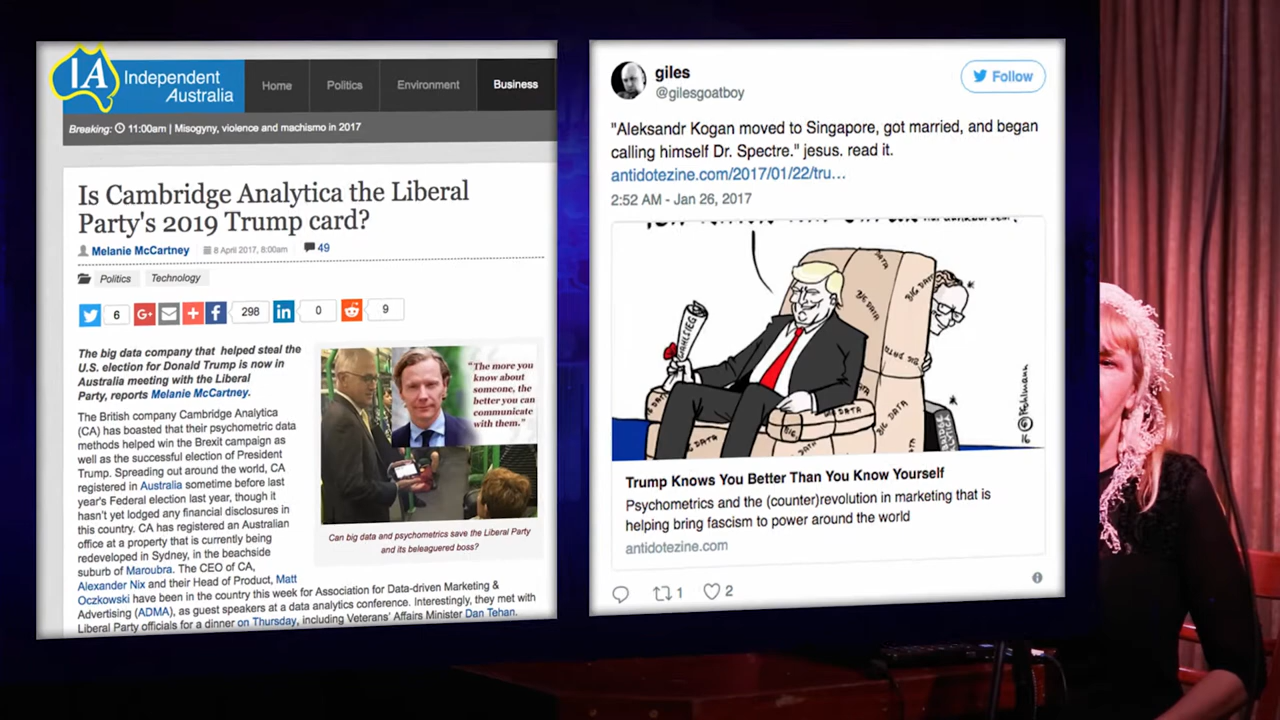 IA Independent
Australia
Home
Politics
Environment
Business
Breaking: 11:00am | Misogyny, violence and machismo in 2017
Is Cambridge Analytica the Liberal
Party's 2019 Trump card?
Melanie McCartney
8 April 2017, 8:00am
49
Politics
Technology
6
298
0
9
The big data company that helped steal the
U.S. election for Donald Trump is now in
Australia meeting with the Liberal
Party, reports Melanie McCartney.
The British company Cambridge Analytica
(CA) has boasted that their psychometric data
methods helped win the Brexit campaign as
well as the successful election of President
Trump. Spreading out around the world, CA
registered in Australia sometime before last
year's Federal election last year, though it
hasn't yet lodged any financial disclosures in
this country. CA has registered an Australian
office at a property that is currently being
redeveloped in Sydney, in the beachside
suburb of Maroubra. The CEO of CA,
Alexander Nix and their Head of Product, Matt
Oczkowski have been in the country this week for Association for Data-driven Marketing &
Advertising (ADMA), as guest speakers at a data analytics conference. Interestingly, they met with
Liberal Party officials for a dinner on Thursday, including Veterans' Affairs Minister Dan Tehan.
"The more you
know about
someone, the
better you can
communicate
with them."
Can big data and psychometrics save the Liberal Party
and its beleaguered boss?
giles
@gilesgoatboy
Follow
"Aleksandr Kogan moved to Singapore, got married, and began
calling himself Dr. Spectre." jesus. read it.
antidotezine.com/2017/01/22/tru…
2:52 AM - Jan 26, 2017
DATA
BIG DATA
BIG DATA
WAHLSIEG
BIG DATA
DATA
BIG DATA
BIG DATA
DATA
Trump Knows You Better Than You Know Yourself
Psychometrics and the (counter)revolution in marketing that is
helping bring fascism to power around the world
antidotezine.com
1
2